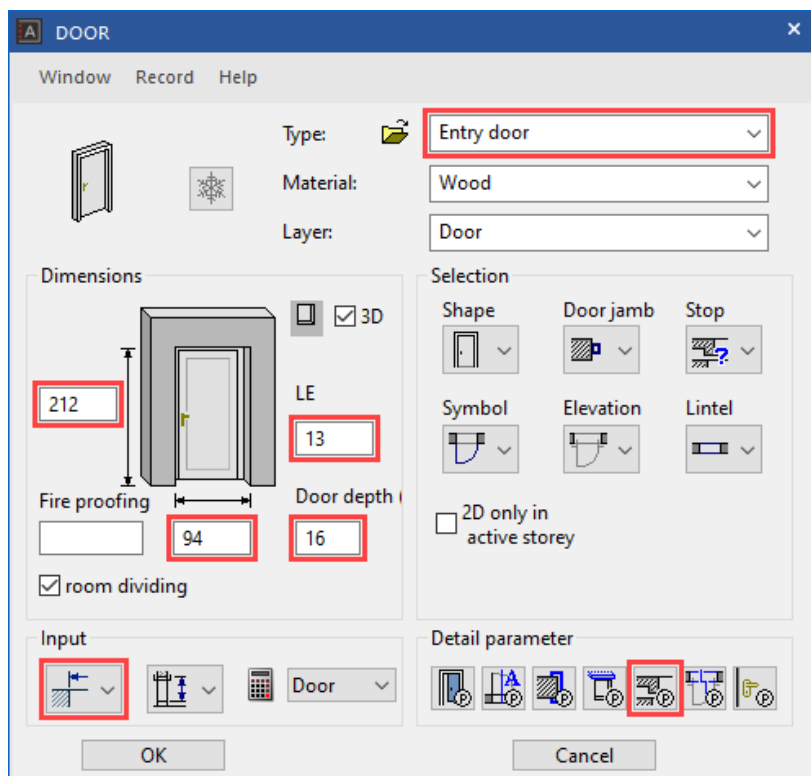 DOOR
Window Record Help
Type: Entry door
Material: Wood
Layer: Door
Dimensions
3D
212
LE
13
Fire proofing
94
Door depth (
16
room dividing
Selection
Shape Door jamb Stop
Symbol Elevation Lintel
2D only in
active storey
Input
Door
Detail parameter
OK
Cancel